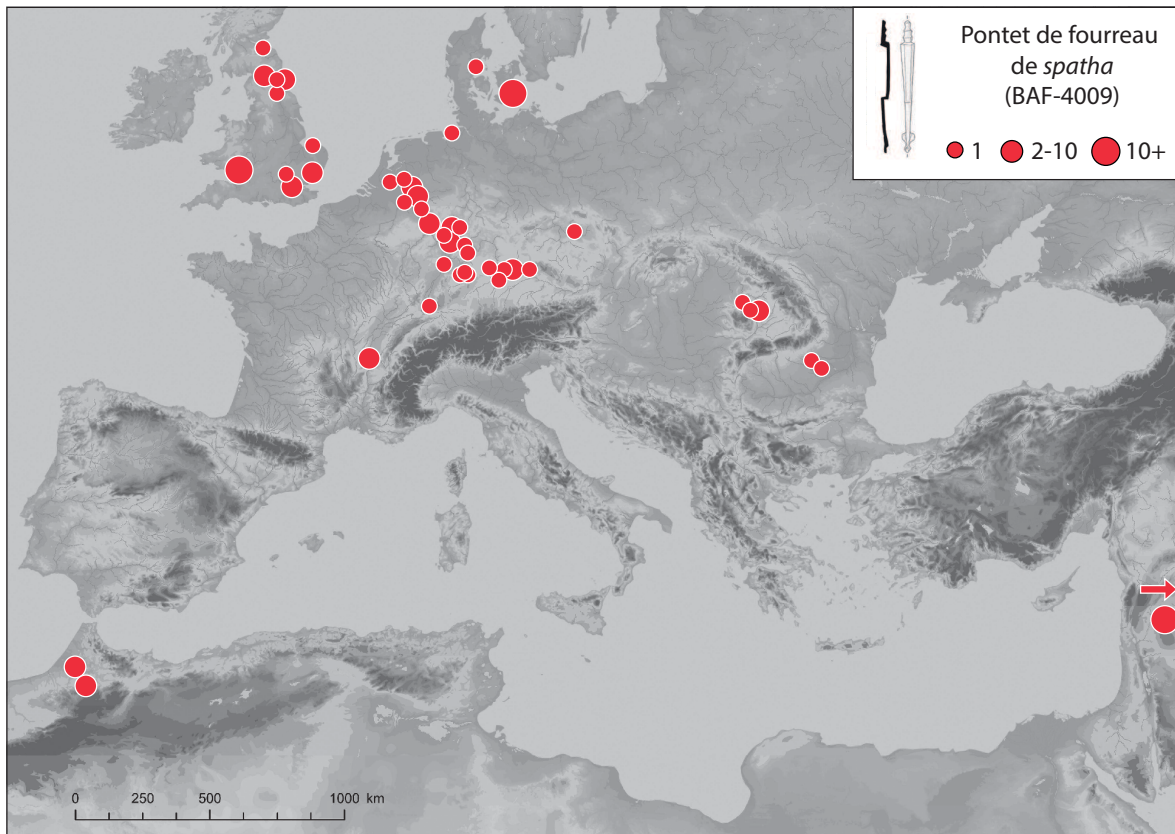 Pontet de fourreau
de spatha
(BAF-4009)
1 2-10 10+
0 250 500 1000 km